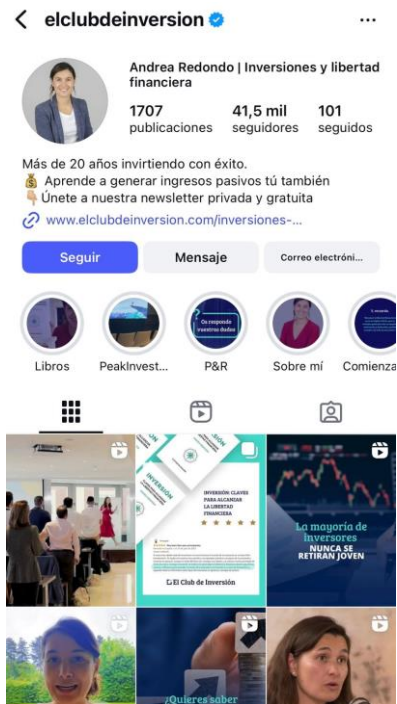 elclubdeinversion
Andrea Redondo | Inversiones y libertad
financiera
1707
publicaciones
41,5 mil
seguidores
101
seguidos
Más de 20 años invirtiendo con éxito.
Aprende a generar ingresos pasivos tú también
Únete a nuestra newsletter privada y gratuita
www.elclubdeinversion.com/inversiones-...
Seguir
Mensaje
Correo electróni...
Os responde
vuestras dudas
Libros
PeakInvest...
P&R
Sobre mí
Comienza
INVERSIÓN
INVERSIÓN
INVERSIÓN: CLAVES
PARA ALCANZAR
LA LIBERTAD
FINANCIERA
El Club de Inversión
La mayoría de
inversores
NUNCA SE
RETIRAN JOVEN
¿Quieres saber